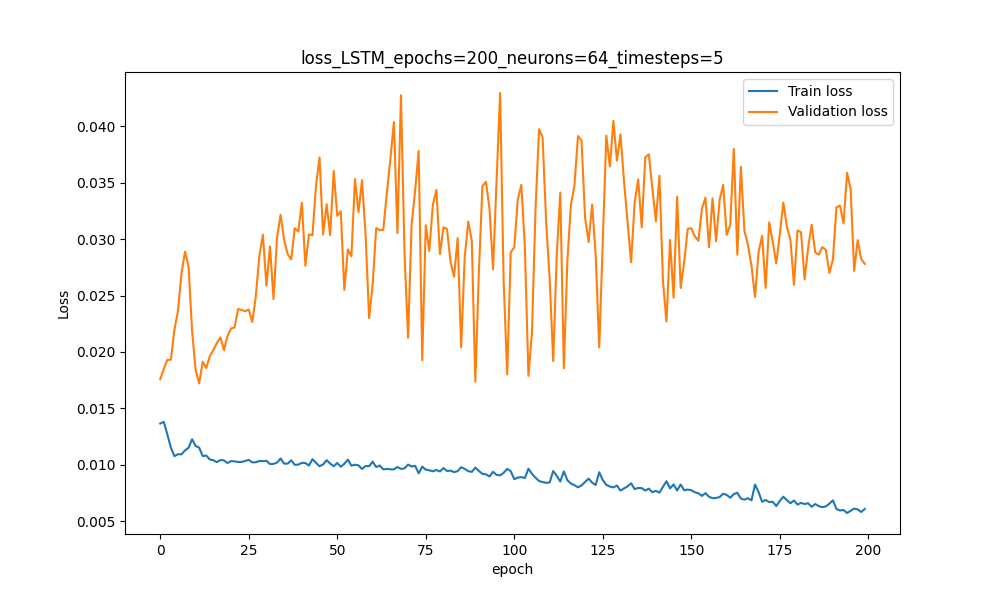 loss_LSTM_epochs=200_neurons=64_timesteps=5
Train loss
Validation loss
0.040
0.035
0.030
0.025
0.020
0.015
0.010
0.005
Loss
0 25 50 75 100 125 150 175 200
epoch